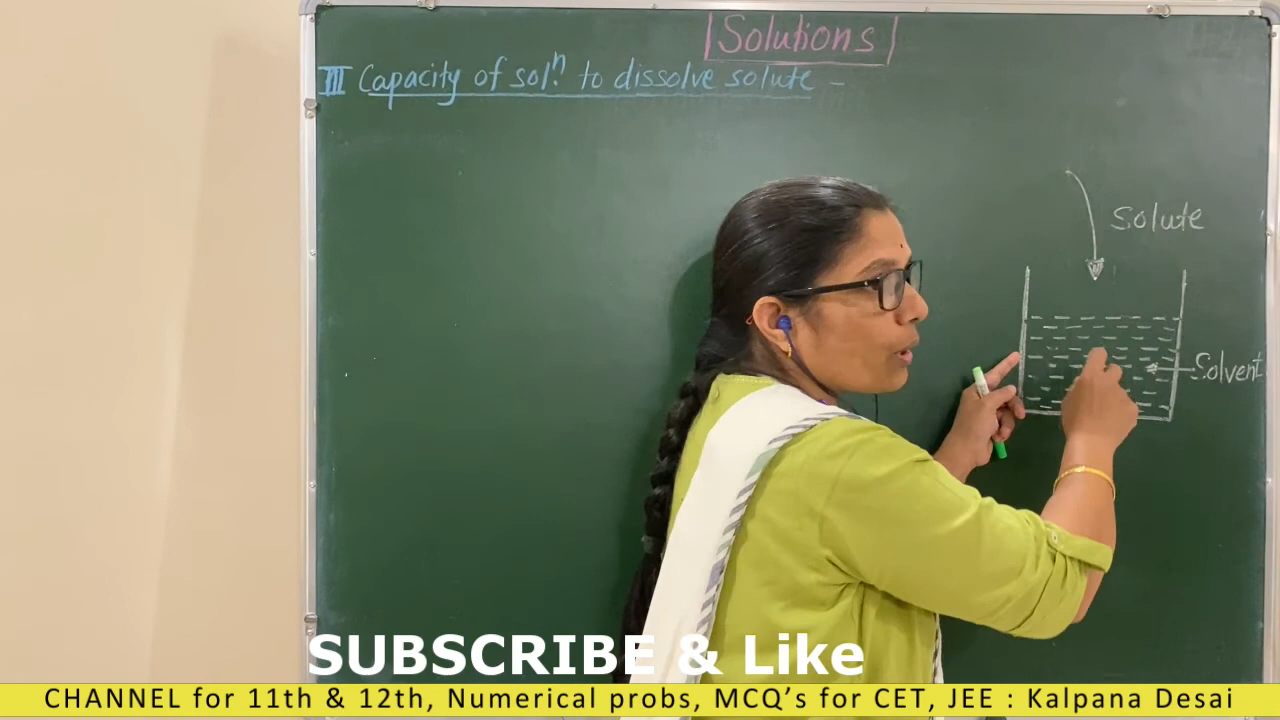 Solutions
III Capacity of solⁿ. to dissolve solute –
Solute
Solvent
SUBSCRIBE & Like
CHANNEL for 11th & 12th, Numerical probs, MCQ’s for CET, JEE : Kalpana Desai